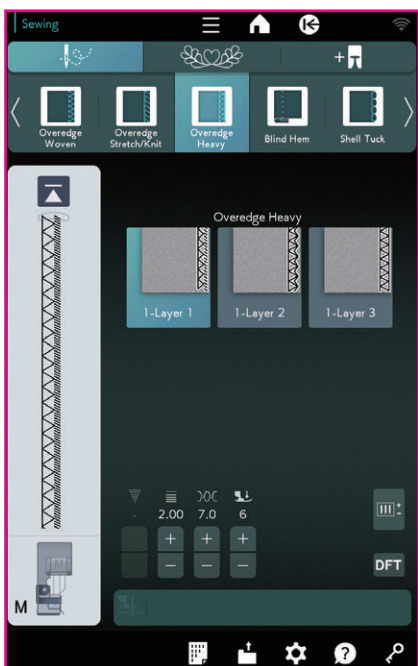 Sewing
Overedge
Woven
Overedge
Stretch/Knit
Overedge
Heavy
Blind Hem
Shell Tuck
Overedge Heavy
1-Layer 1
1-Layer 2
1-Layer 3
- 2.00 7.0 6
+ + +
- - -
DFT
M